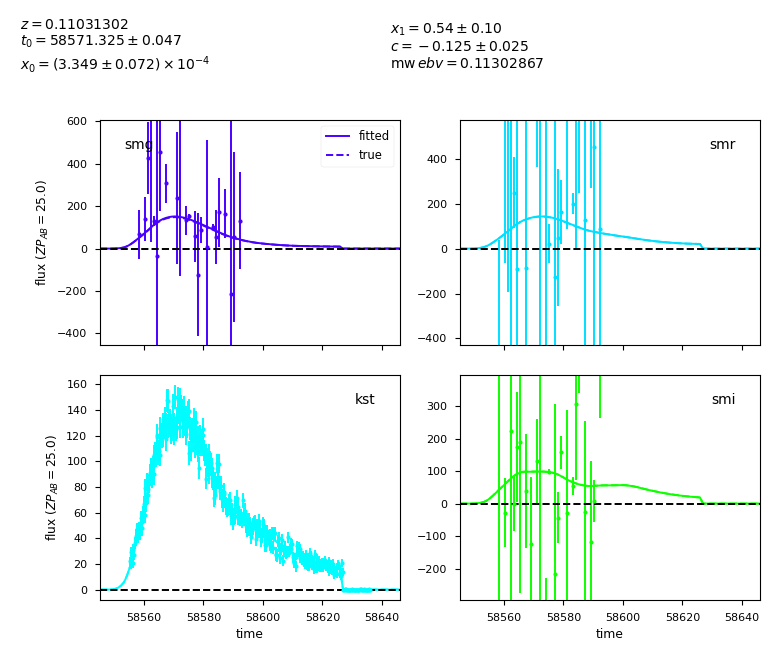 z = 0.11031302
t₀ = 58571.325 ± 0.047
x₀ = (3.349 ± 0.072) × 10⁻⁴
x₁ = 0.54 ± 0.10
c = −0.125 ± 0.025
mwebv = 0.11302867
smg
fitted
true
flux (ZP_AB = 25.0)
600
400
200
0
−200
−400
smr
400
200
0
−200
−400
kst
flux (ZP_AB = 25.0)
160
140
120
100
80
60
40
20
0
58560 58580 58600 58620 58640
time
smi
300
200
100
0
−100
−200
58560 58580 58600 58620 58640
time